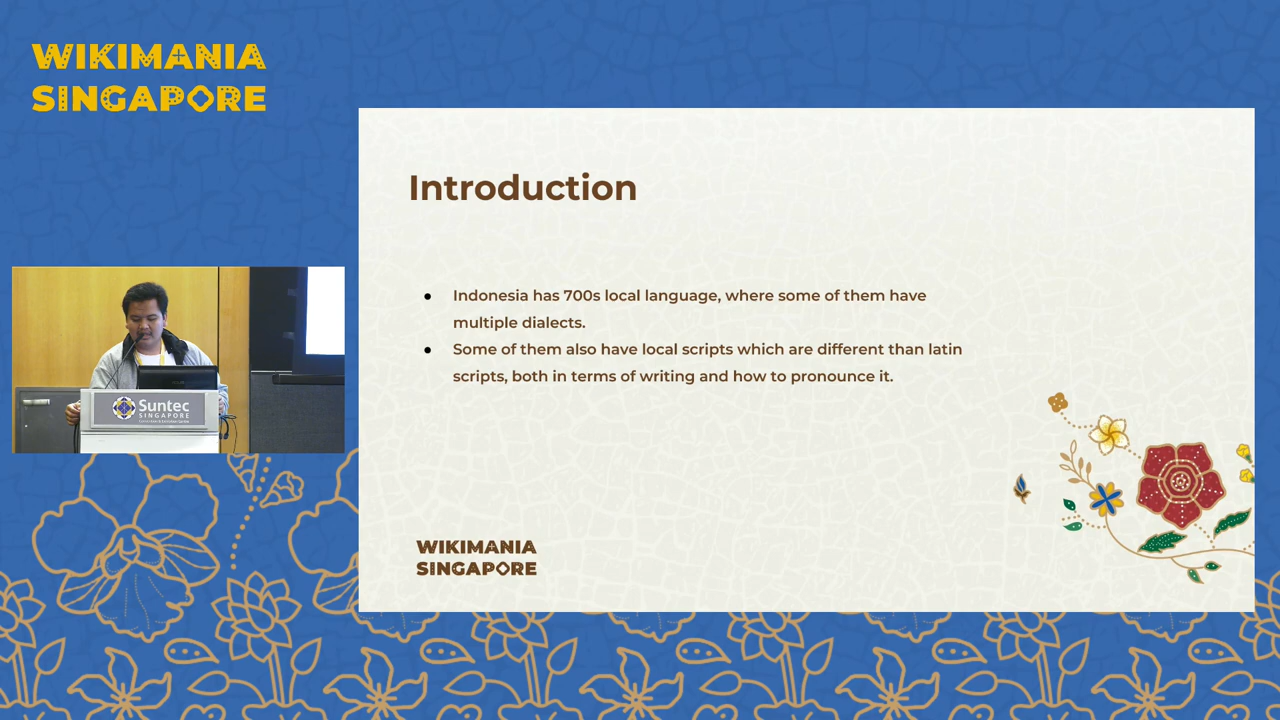 WIKIMANIA
SINGAPORE
Introduction
● Indonesia has 700s local language, where some of them have
multiple dialects.
● Some of them also have local scripts which are different than latin
scripts, both in terms of writing and how to pronounce it.
Suntec
SINGAPORE
WIKIMANIA
SINGAPORE